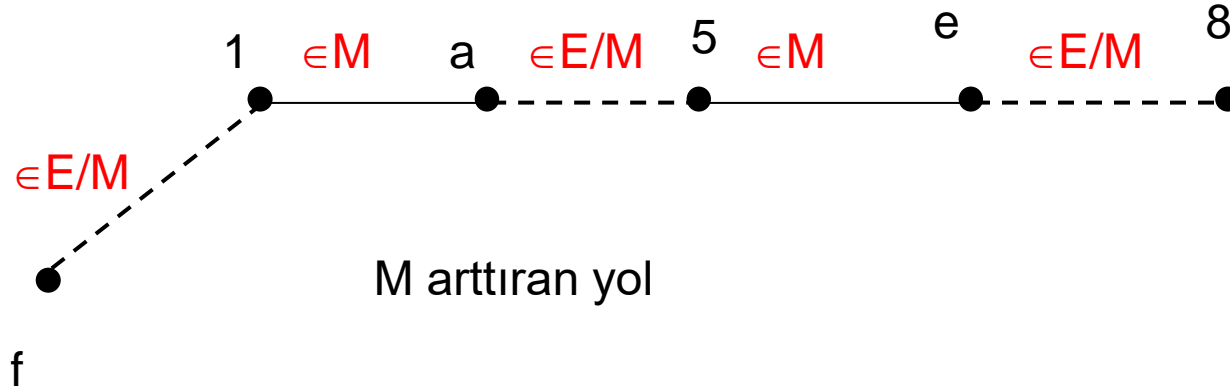 1 ∈M a ∈E/M 5 ∈M e ∈E/M 8
∈E/M
M arttıran yol
f